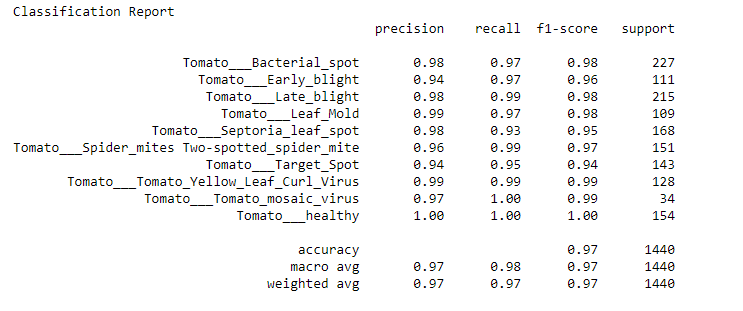 Classification Report
precision recall f1-score support
Tomato___Bacterial_spot 0.98 0.97 0.98 227
Tomato___Early_blight 0.94 0.97 0.96 111
Tomato___Late_blight 0.98 0.99 0.98 215
Tomato___Leaf_Mold 0.99 0.97 0.98 109
Tomato___Septoria_leaf_spot 0.98 0.93 0.95 168
Tomato___Spider_mites Two-spotted_spider_mite 0.96 0.99 0.97 151
Tomato___Target_Spot 0.94 0.95 0.94 143
Tomato___Tomato_Yellow_Leaf_Curl_Virus 0.99 0.99 0.99 128
Tomato___Tomato_mosaic_virus 0.97 1.00 0.99 34
Tomato___healthy 1.00 1.00 1.00 154
accuracy 0.97 1440
macro avg 0.97 0.98 0.97 1440
weighted avg 0.97 0.97 0.97 1440